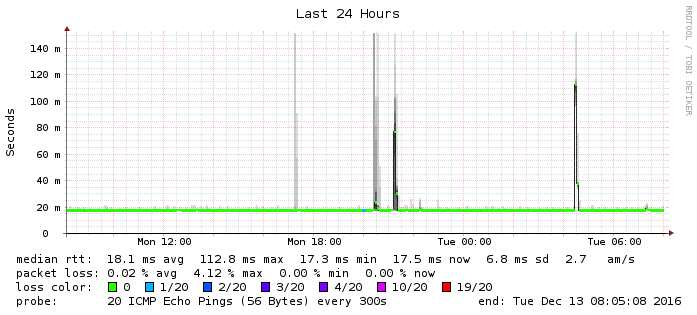 Last 24 Hours
RRDTOOL / TOBI OETIKER
Seconds
140 m
120 m
100 m
80 m
60 m
40 m
20 m
0
Mon 12:00 Mon 18:00 Tue 00:00 Tue 06:00
median rtt: 18.1 ms avg 112.8 ms max 17.3 ms min 17.5 ms now 6.8 ms sd 2.7 am/s
packet loss: 0.02 % avg 4.12 % max 0.00 % min 0.00 % now
loss color: 0 1/20 2/20 3/20 4/20 10/20 19/20
probe: 20 ICMP Echo Pings (56 Bytes) every 300s end: Tue Dec 13 08:05:08 2016